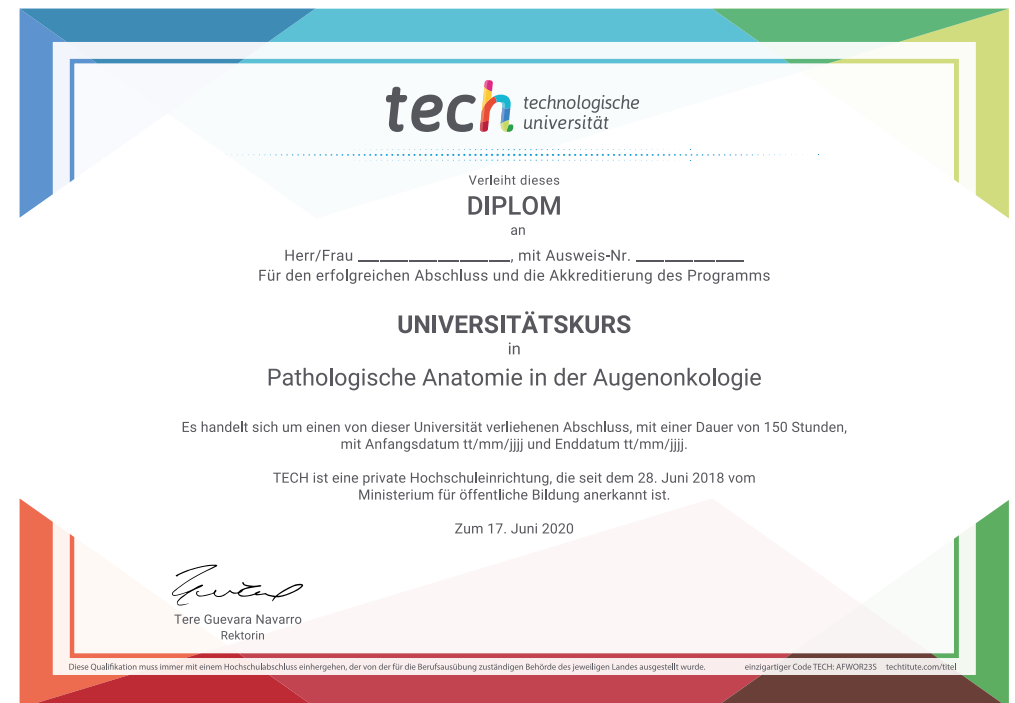 tech technologische
universität
Verleiht dieses
DIPLOM
an
Herr/Frau ____________, mit Ausweis-Nr. ____________
Für den erfolgreichen Abschluss und die Akkreditierung des Programms
UNIVERSITÄTSKURS
in
Pathologische Anatomie in der Augenonkologie
Es handelt sich um einen von dieser Universität verliehenen Abschluss, mit einer Dauer von 150 Stunden,
mit Anfangsdatum tt/mm/jjjj und Enddatum tt/mm/jjjj.
TECH ist eine private Hochschuleinrichtung, die seit dem 28. Juni 2018 vom
Ministerium für öffentliche Bildung anerkannt ist.
Zum 17. Juni 2020
Tere Guevara Navarro
Rektorin
Diese Qualifikation muss immer mit einem Hochschulabschluss einhergehen, der von der für die Berufsausübung zuständigen Behörde des jeweiligen Landes ausgestellt wurde. einzigartiger Code TECH: AFWOR23S techtitute.com/titel